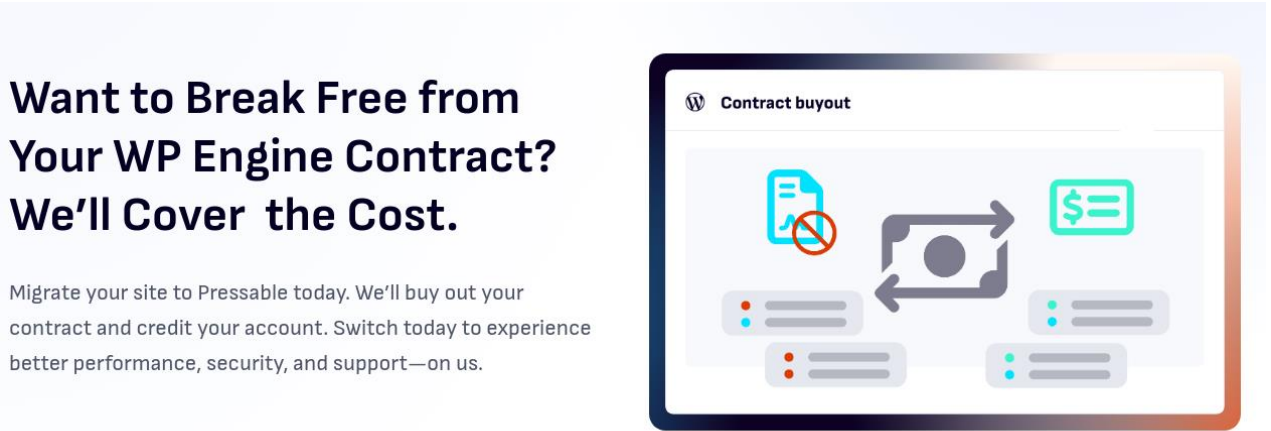 Want to Break Free from
Your WP Engine Contract?
We’ll Cover the Cost.
Migrate your site to Pressable today. We’ll buy out your
contract and credit your account. Switch today to experience
better performance, security, and support—on us.
Contract buyout